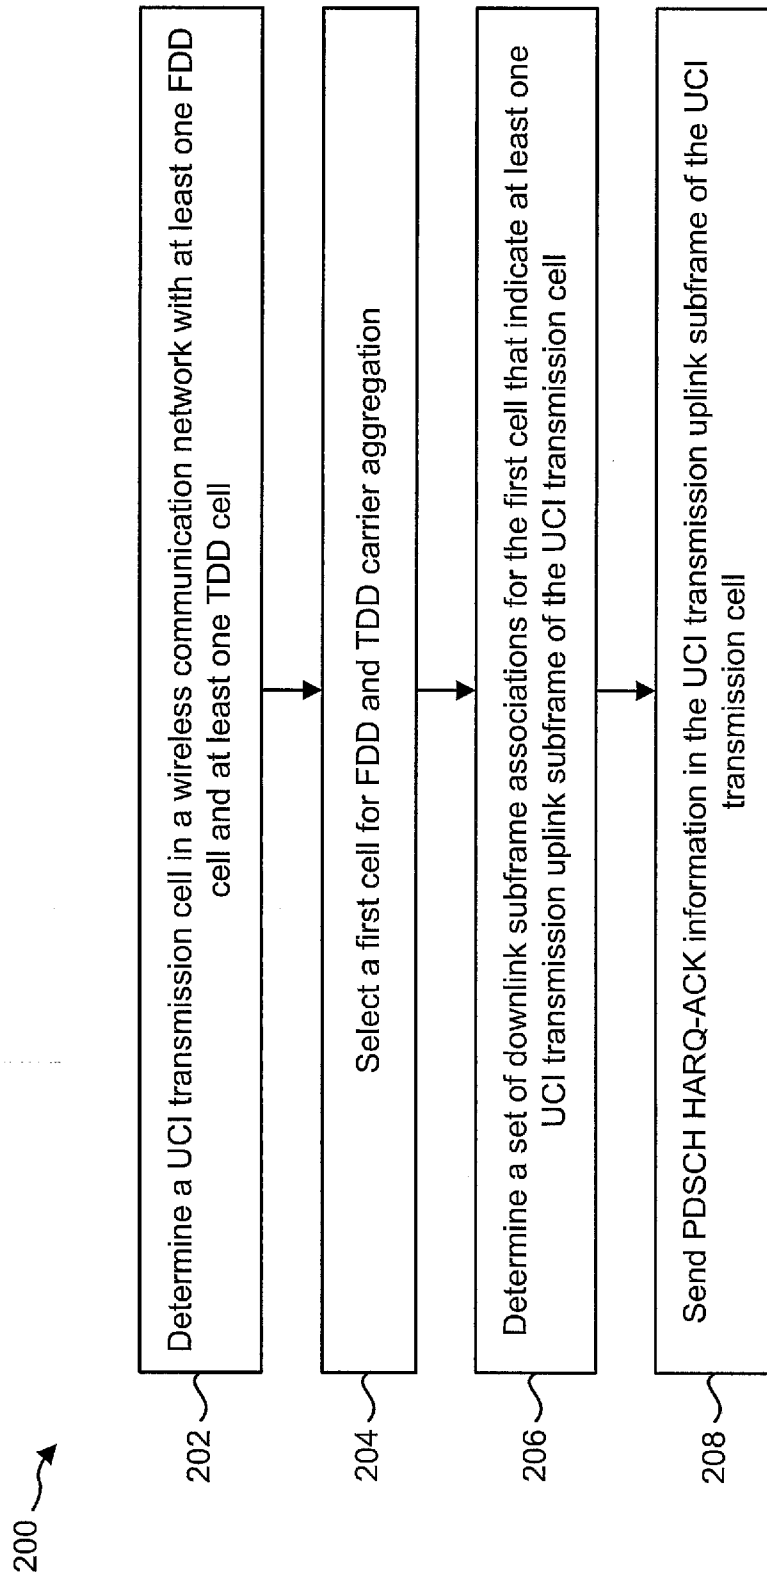 200
202
Determine a UCI transmission cell in a wireless communication network with at least one FDD
cell and at least one TDD cell
204
Select a first cell for FDD and TDD carrier aggregation
206
Determine a set of downlink subframe associations for the first cell that indicate at least one
UCI transmission uplink subframe of the UCI transmission cell
208
Send PDSCH HARQ-ACK information in the UCI transmission uplink subframe of the UCI
transmission cell